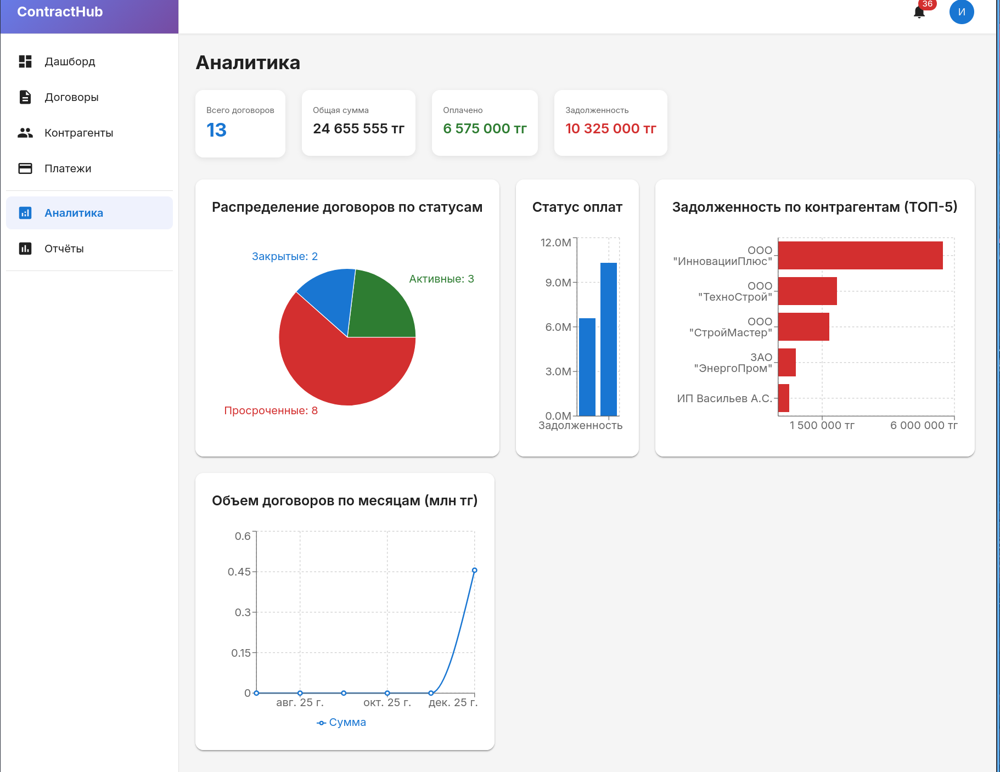 ContractHub
36
И
Дашборд
Договоры
Контрагенты
Платежи
Аналитика
Отчёты
Аналитика
Всего договоров
13
Общая сумма
24 655 555 тг
Оплачено
6 575 000 тг
Задолженность
10 325 000 тг
Распределение договоров по статусам
Закрытые: 2
Активные: 3
Просроченные: 8
Статус оплат
12.0M
9.0M
6.0M
3.0M
0.0M
Задолженность
Задолженность по контрагентам (ТОП-5)
ООО
"ИнновацииПлюс"
ООО
"ТехноСтрой"
ООО
"СтройМастер"
ЗАО
"ЭнергоПром"
ИП Васильев А.С.
1 500 000 тг
6 000 000 тг
Объем договоров по месяцам (млн тг)
0.6
0.45
0.3
0.15
0
авг. 25 г.
окт. 25 г.
дек. 25 г.
Сумма